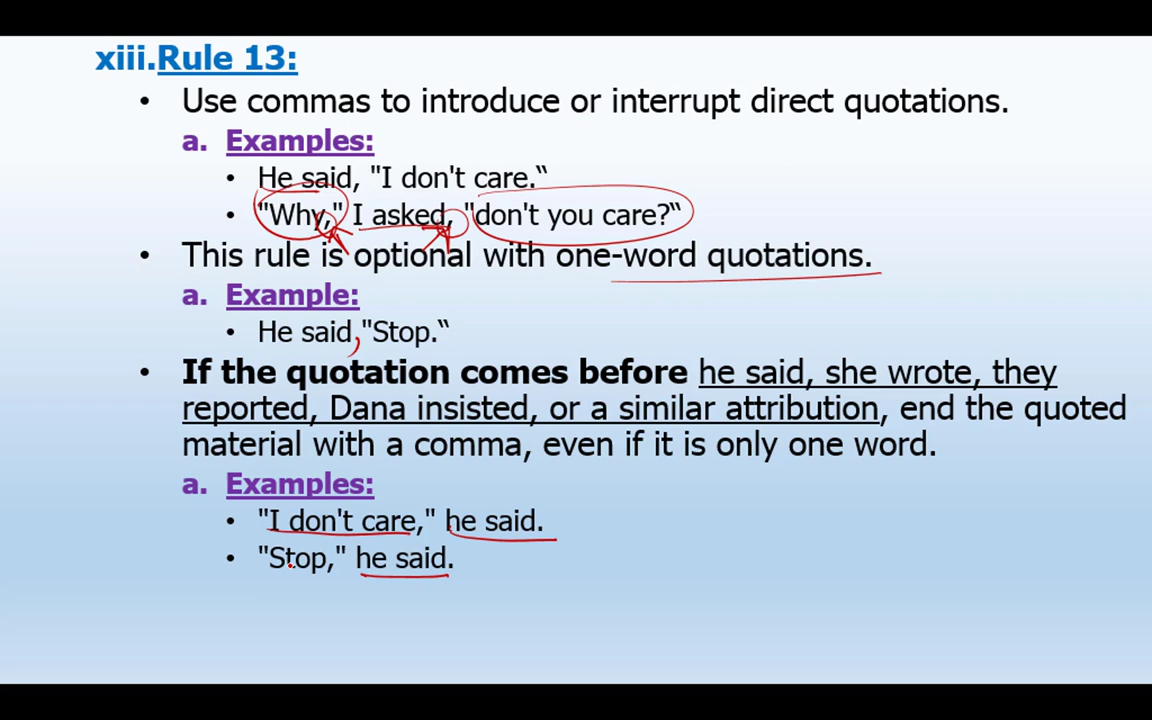 xiii.Rule 13:
• Use commas to introduce or interrupt direct quotations.
a. Examples:
• He said, "I don't care.“
• "Why," I asked, "don't you care?“
• This rule is optional with one-word quotations.
a. Example:
• He said,"Stop.“
• If the quotation comes before he said, she wrote, they
reported, Dana insisted, or a similar attribution, end the quoted
material with a comma, even if it is only one word.
a. Examples:
• "I don't care," he said.
• "Stop," he said.